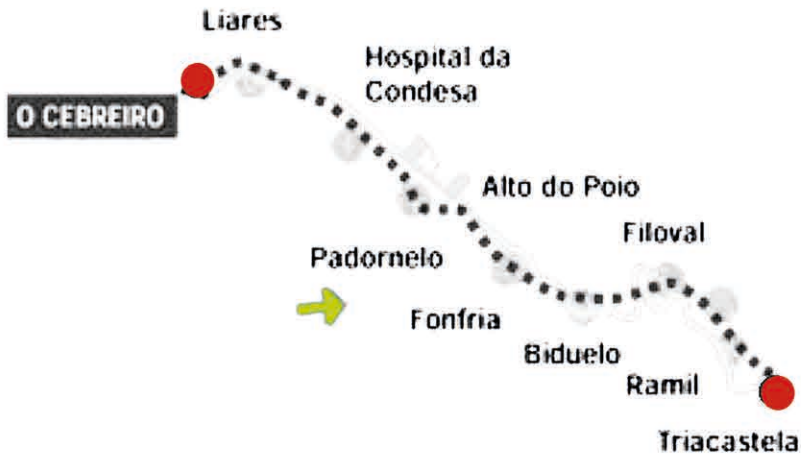 Liares
Hospital da
Condesa
O CEBREIRO
Alto do Poio
Filoval
Padornelo
Fonfria
Biduelo
Ramil
Triacastela